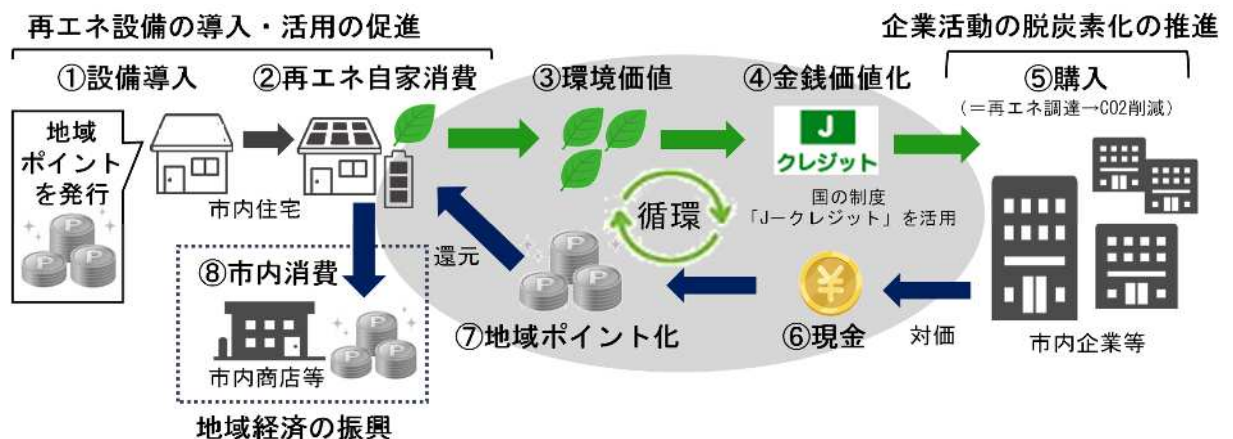 再エネ設備の導入・活用の促進
企業活動の脱炭素化の推進
①設備導入
②再エネ自家消費
③環境価値
④金銭価値化
⑤購入
(=再エネ調達→CO2削減)
地域
ポイント
を発行
P
市内住宅
J
クレジット
国の制度
「J－クレジット」を活用
循環
還元
⑧市内消費
P
市内商店等
地域経済の振興
P
⑦地域ポイント化
¥
⑥現金
対価
市内企業等